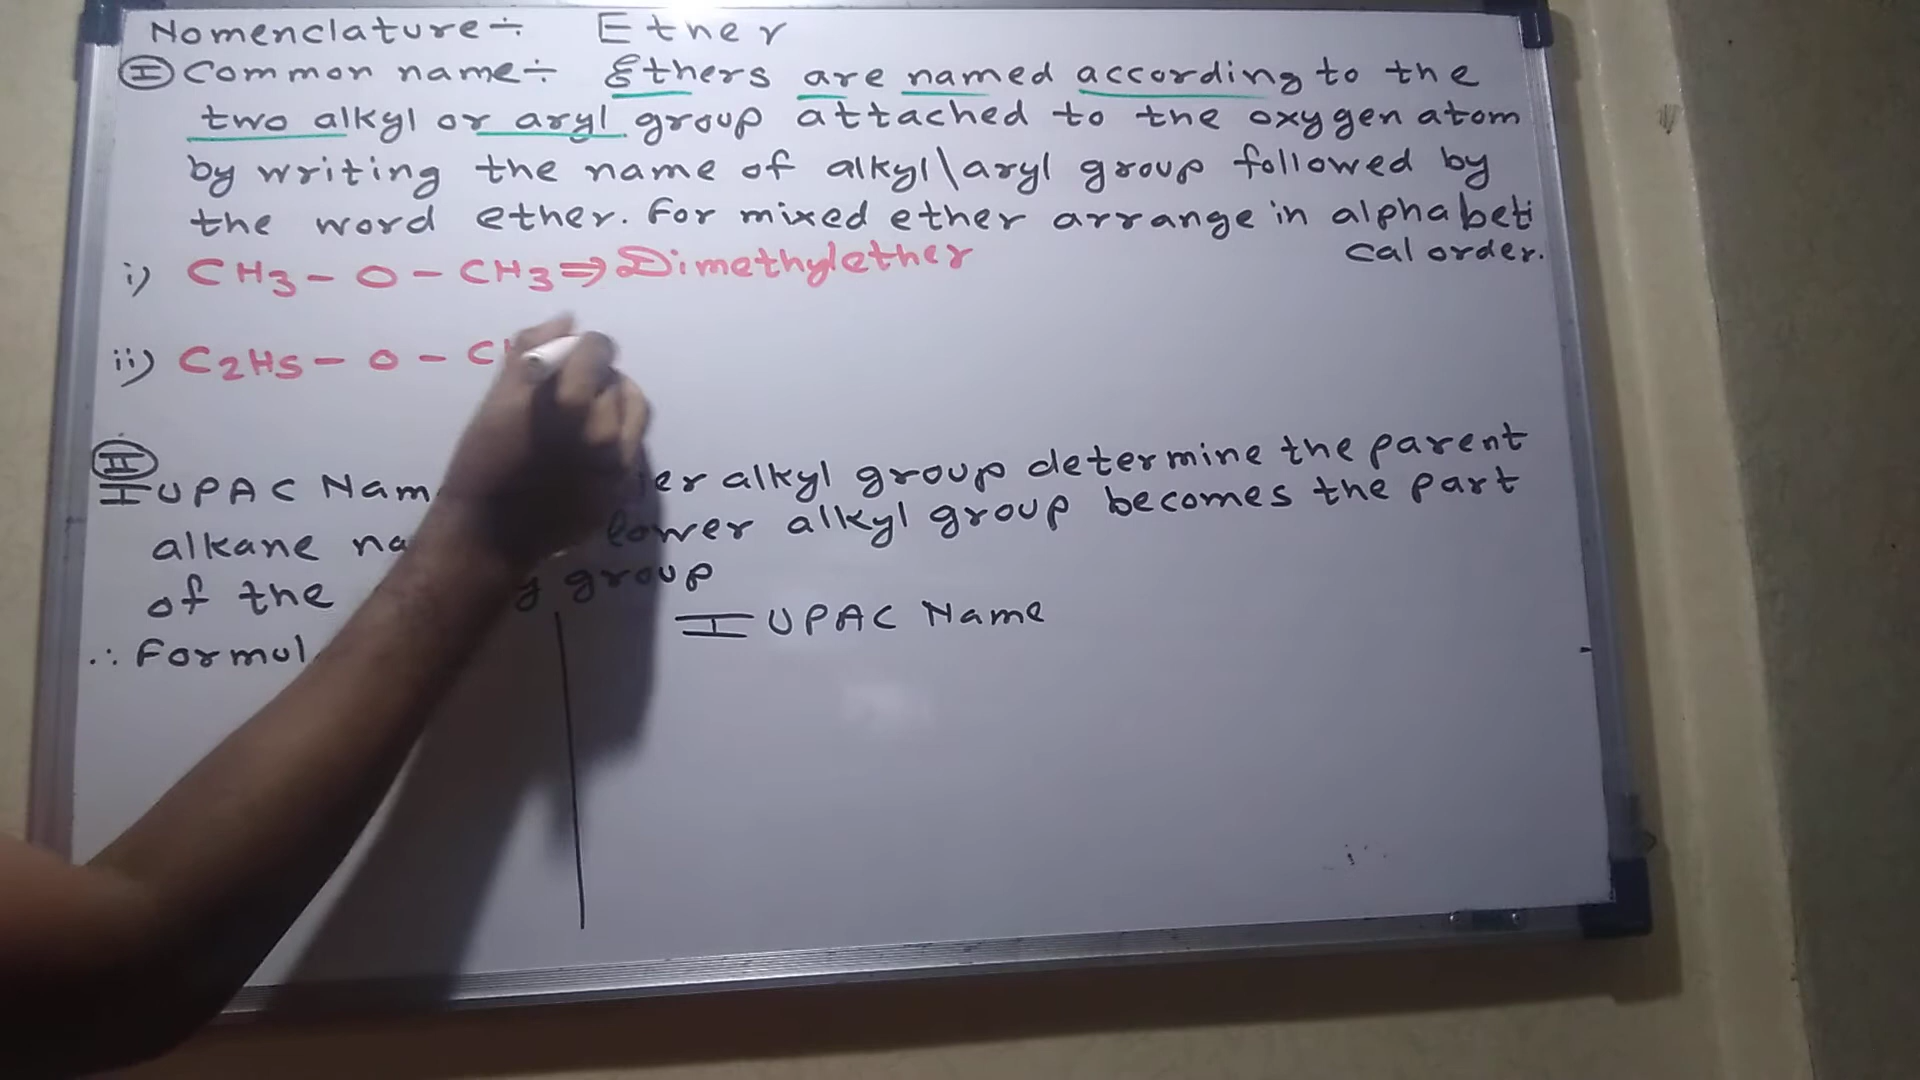 Nomenclature÷ Ether
I Common name÷ Ethers are named according to the
two alkyl or aryl group attached to the oxygen atom
by writing the name of alkyl\aryl group followed by
the word ether. For mixed ether arrange in alphabeti
cal order.
i) CH3 - O - CH3 ⇒ Dimethylether
ii) C2H5 - O - C
II
IUPAC Nam alkyl group determine the parent
alkane lower alkyl group becomes the part
of the group
∴ Formul IUPAC Name